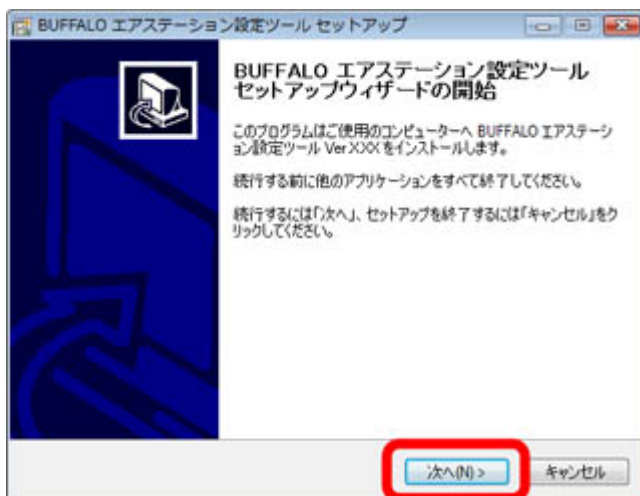 BUFFALO エアステーション設定ツール セットアップ
BUFFALO エアステーション設定ツール
セットアップウィザードの開始
このプログラムはご使用のコンピューターへ BUFFALO エアステーシ
ョン設定ツール Ver.XXX をインストールします。
続行する前に他のアプリケーションをすべて終了してください。
続行するには「次へ」、セットアップを終了するには「キャンセル」をク
リックしてください。
次へ(N) >
キャンセル